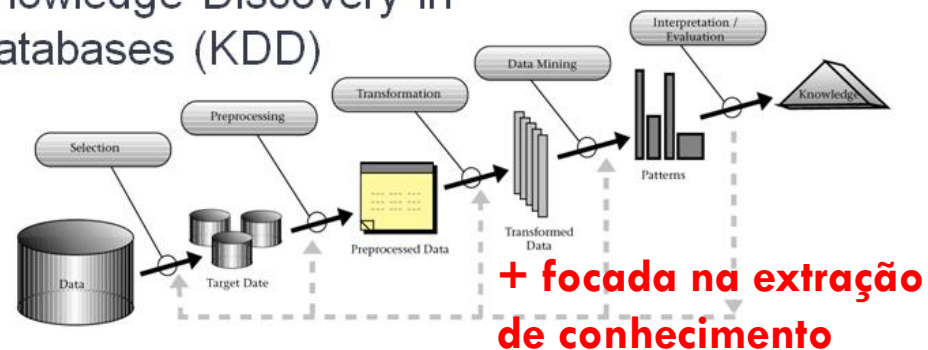 nowledge Discovery in
atabases (KDD)
Interpretation /
Evaluation
Data Mining
Transformation
Preprocessing
Selection
Knowledge
Patterns
Transformed
Data
Preprocessed Data
Target Date
Data
+ focada na extração
de conhecimento